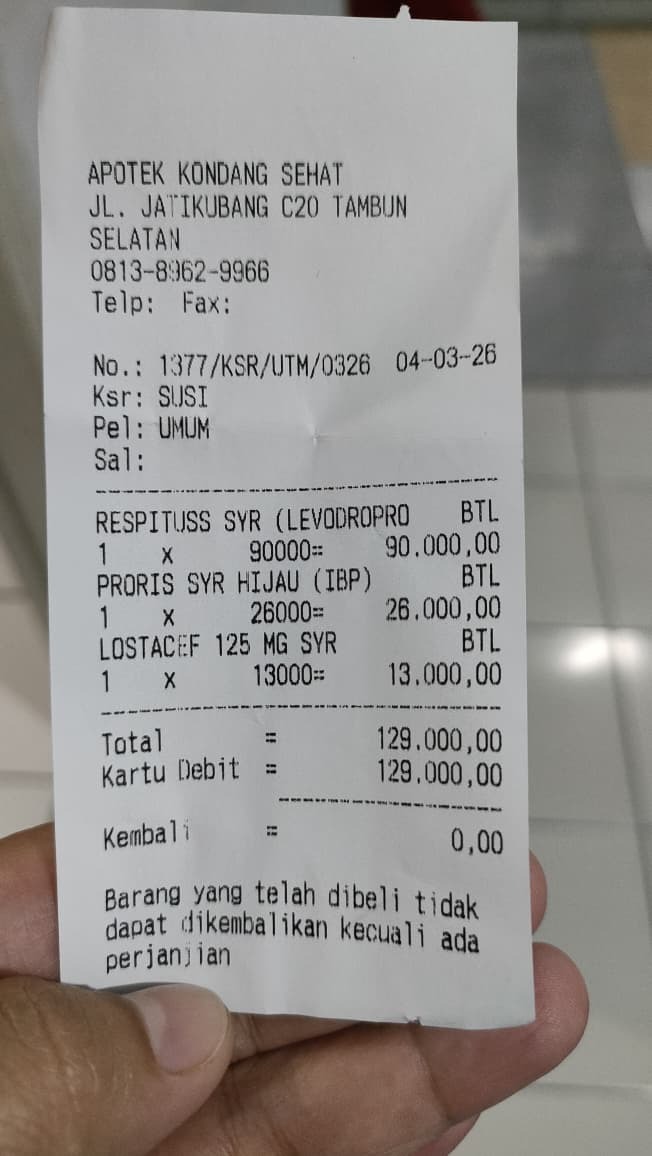 APOTEK KONDANG SEHAT
JL. JATIKUBANG C20 TAMBUN
SELATAN
0813-8962-9966
Telp: Fax:
No.: 1377/KSR/UTM/0326 04-03-26
Ksr: SUSI
Pel: UMUM
Sal:
RESPITUSS SYR (LEVODROPRO BTL
1 x 90000= 90.000,00
PRORIS SYR HIJAU (IBP) BTL
1 x 26000= 26.000,00
LOSTACEF 125 MG SYR BTL
1 x 13000= 13.000,00
Total = 129.000,00
Kartu Debit = 129.000,00
Kembali = 0,00
Barang yang telah dibeli tidak
dapat dikembalikan kecuali ada
perjanjian